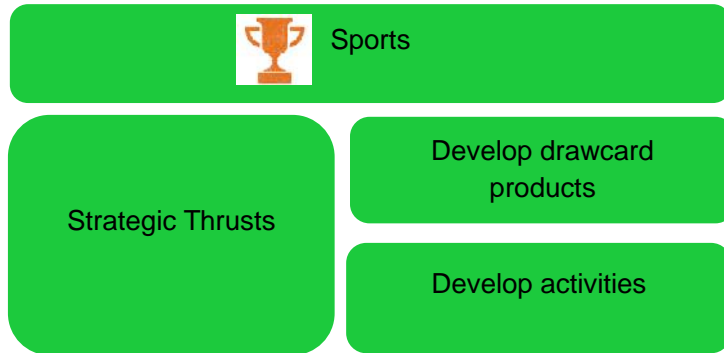 Sports
Strategic Thrusts
Develop drawcard
products
Develop activities